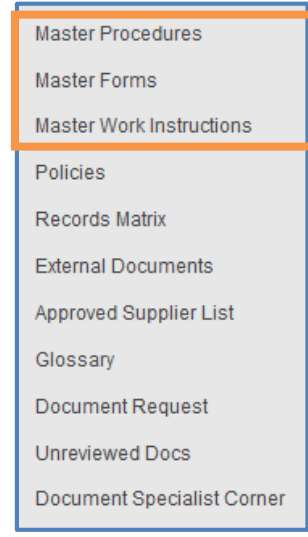 Master Procedures
Master Forms
Master Work Instructions
Policies
Records Matrix
External Documents
Approved Supplier List
Glossary
Document Request
Unreviewed Docs
Document Specialist Corner